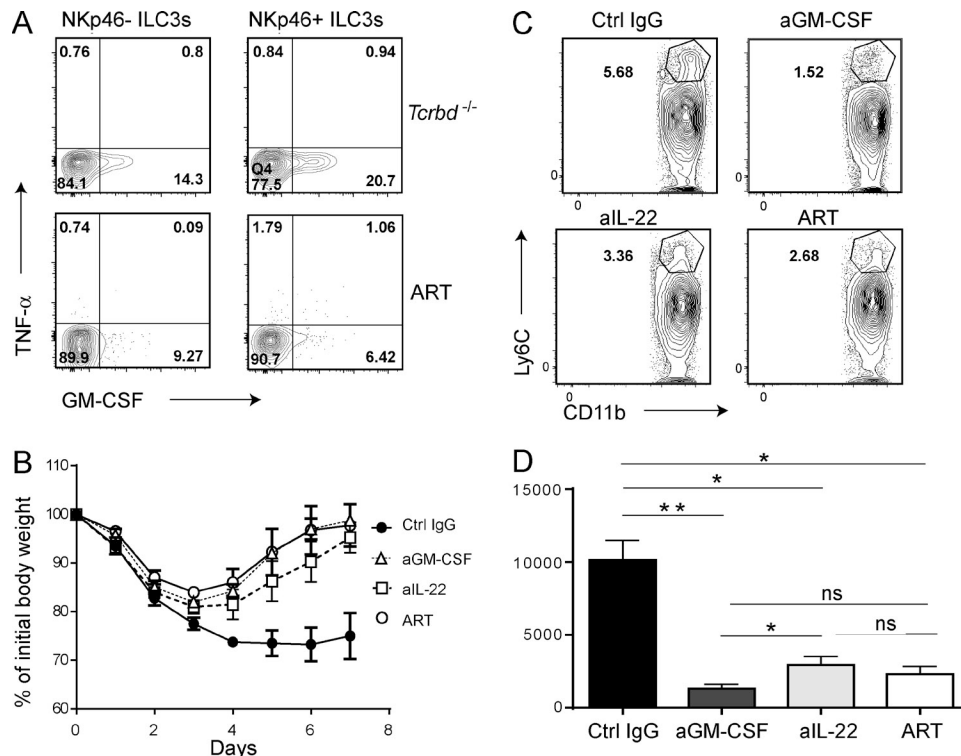 A
NKp46- ILC3s
NKp46+ ILC3s
0.76
0.8
0.84
0.94
Tcrbd -/-
84.1
14.3
Q4
77.5
20.7
0.74
0.09
1.79
1.06
ART
89.9
9.27
90.7
6.42
TNF-α
GM-CSF
C
Ctrl IgG
aGM-CSF
5.68
1.52
0
0
aIL-22
ART
3.36
2.68
0
0
0
0
Ly6C
CD11b
B
110
100
90
80
70
60
% of initial body weight
0
2
4
6
8
Days
Ctrl IgG
aGM-CSF
aIL-22
ART
D
*
*
* *
ns
*
ns
15000
10000
5000
0
Ctrl IgG
aGM-CSF
aIL-22
ART